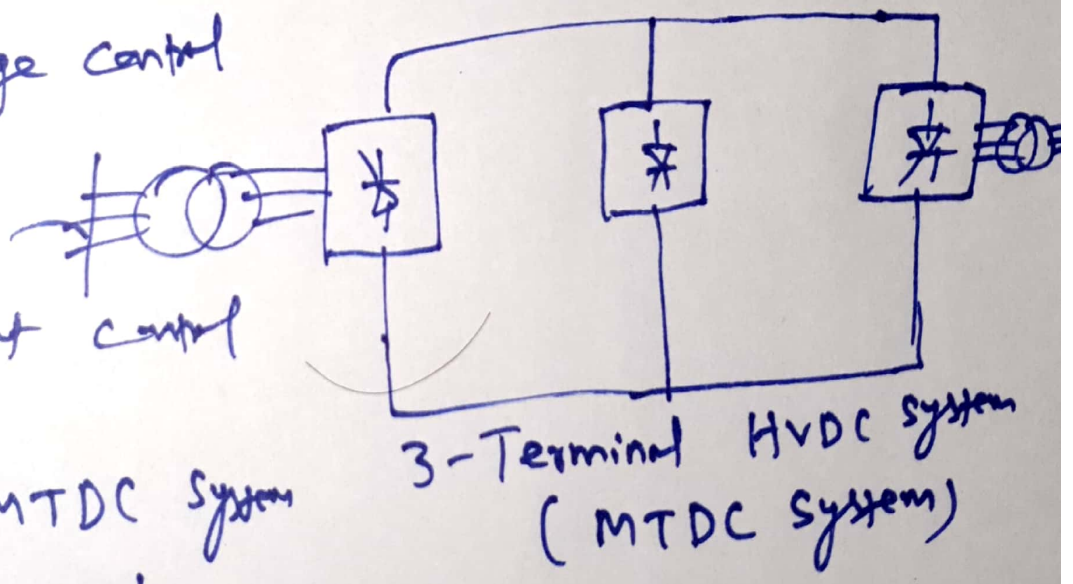 ge control
t control
3-Terminal HVDC system
MTDC System
(MTDC System)